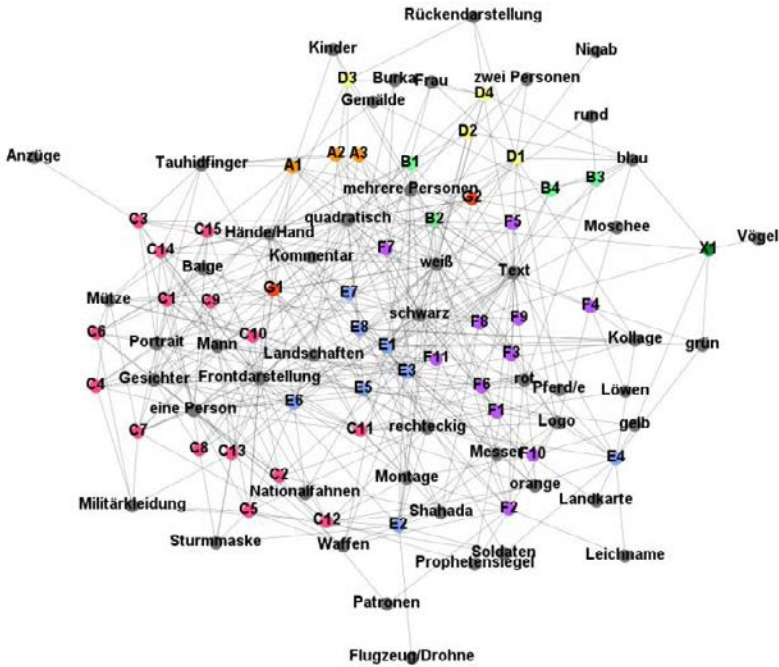 Rückendarstellung
Kinder
Niqab
D3
Burka
Frau
zwei Personen
Gemälde
D4
rund
D2
Anzüge
Tauhidfinger
A1
A2
A3
B1
D1
blau
mehrere Personen
B4
B3
G2
C3
quadratisch
B2
F5
Moschee
C15
Hände/Hand
C14
F7
Vögel
X1
Kommentar
weiß
Text
Baige
G1
E7
Mütze
C1
C9
F4
schwarz
F8
F9
C6
E8
C10
Portrait
Mann
E1
Kollage
grün
Landschaften
F11
F3
E3
C4
Gesichter
Frontdarstellung
E5
F6
rot
Pferd/e
Löwen
E6
eine Person
F1
C7
C11
rechteckig
Logo
gelb
C8
C13
Messer
F10
E4
C2
Montage
Nationalfahnen
orange
Militärkleidung
C5
Shahada
F2
Landkarte
C12
E2
Sturmmaske
Waffen
Soldaten
Leichname
Prophetensiegel
Patronen
Flugzeug/Drohne